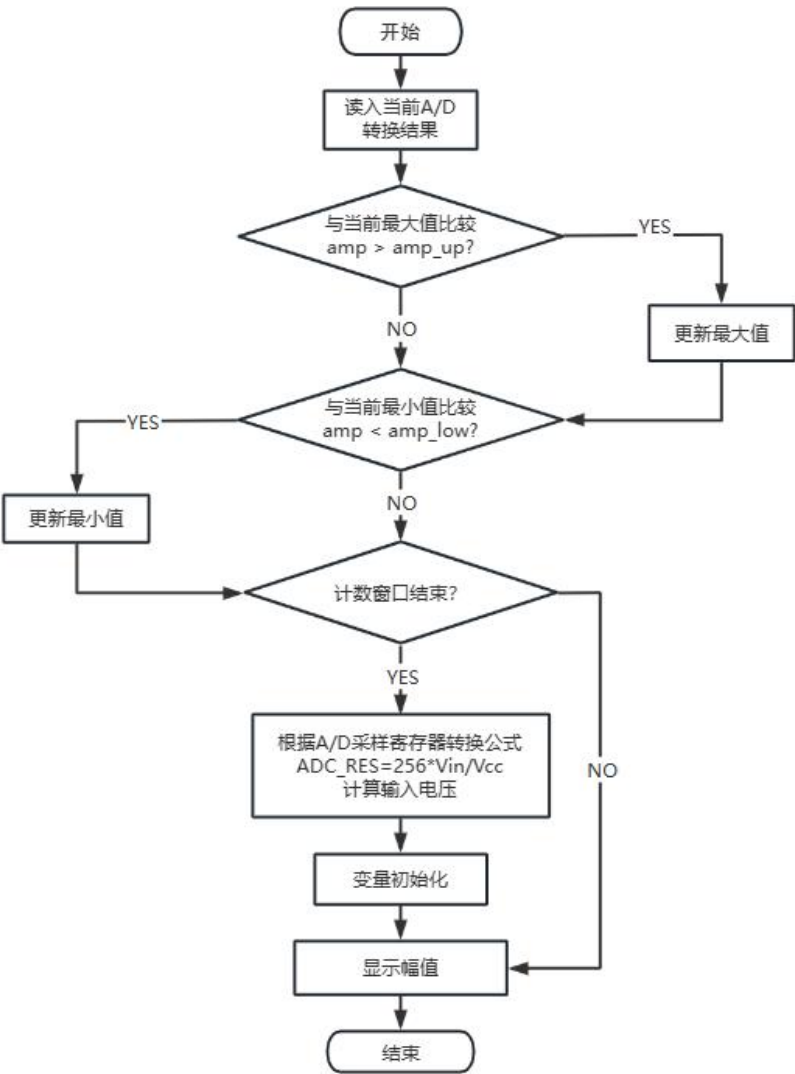 开始
读入当前A/D
转换结果
与当前最大值比较
amp > amp_up?
YES
NO
更新最大值
与当前最小值比较
amp < amp_low?
YES
NO
更新最小值
计数窗口结束?
YES
根据A/D采样寄存器转换公式
ADC_RES=256*Vin/Vcc
计算输入电压
NO
变量初始化
显示幅值
结束